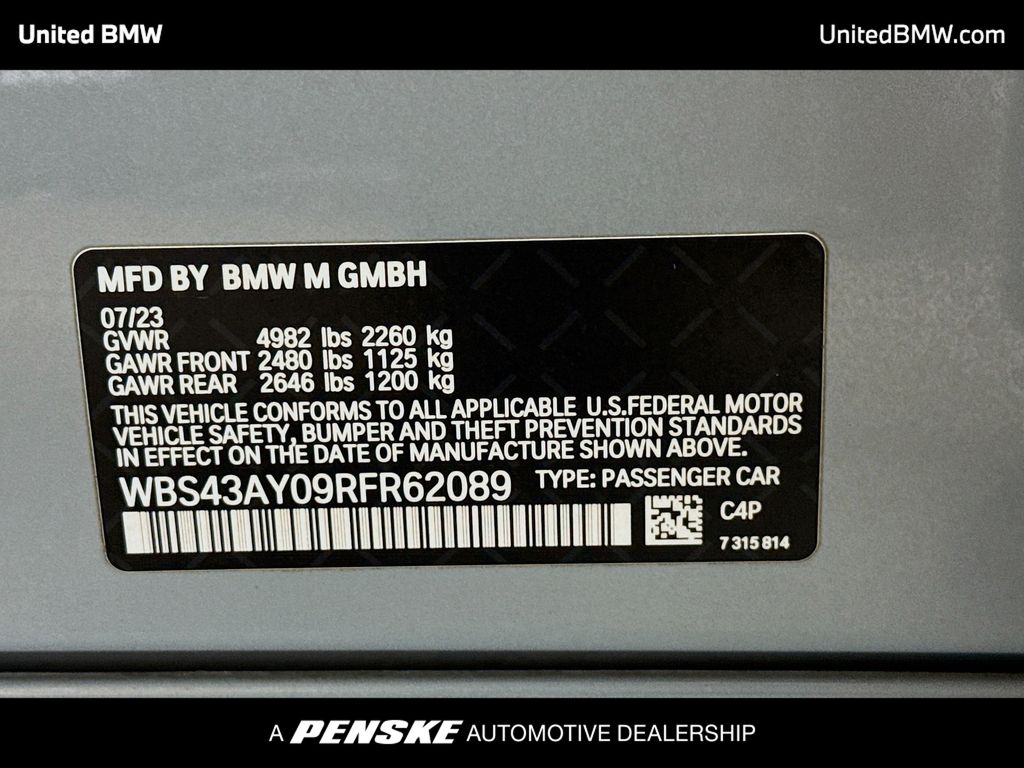 United BMW
UnitedBMW.com
MFD BY BMW M GMBH
07/23
GVWR 4982 lbs 2260 kg
GAWR FRONT 2480 lbs 1125 kg
GAWR REAR 2646 lbs 1200 kg
THIS VEHICLE CONFORMS TO ALL APPLICABLE U.S.FEDERAL MOTOR
VEHICLE SAFETY, BUMPER AND THEFT PREVENTION STANDARDS
IN EFFECT ON THE DATE OF MANUFACTURE SHOWN ABOVE.
WBS43AY09RFR62089 TYPE: PASSENGER CAR
C4P
7315814
A PENSKE AUTOMOTIVE DEALERSHIP